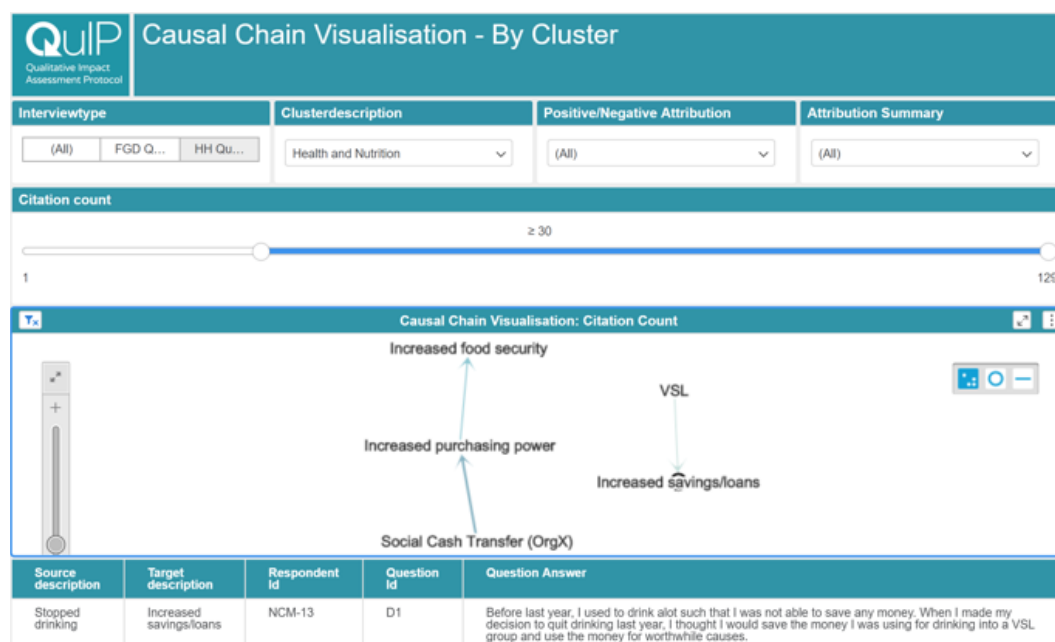 QuIP
Qualitative Impact
Assessment Protocol
Causal Chain Visualisation - By Cluster
Interviewtype
Clusterdescription
Positive/Negative Attribution
Attribution Summary
(All)
FGD Q...
HH Qu...
Health and Nutrition
(All)
(All)
Citation count
≥ 30
1
129
Causal Chain Visualisation: Citation Count
Increased food security
VSL
Increased purchasing power
Increased savings/loans
Social Cash Transfer (OrgX)
Source
description
Target
description
Respondent
Id
Question
Id
Question Answer
Stopped
drinking
Increased
savings/loans
NCM-13
D1
Before last year, I used to drink alot such that I was not able to save any money. When I made my
decision to quit drinking last year, I thought I would save the money I was using for drinking into a VSL
group and use the money for worthwhile causes.